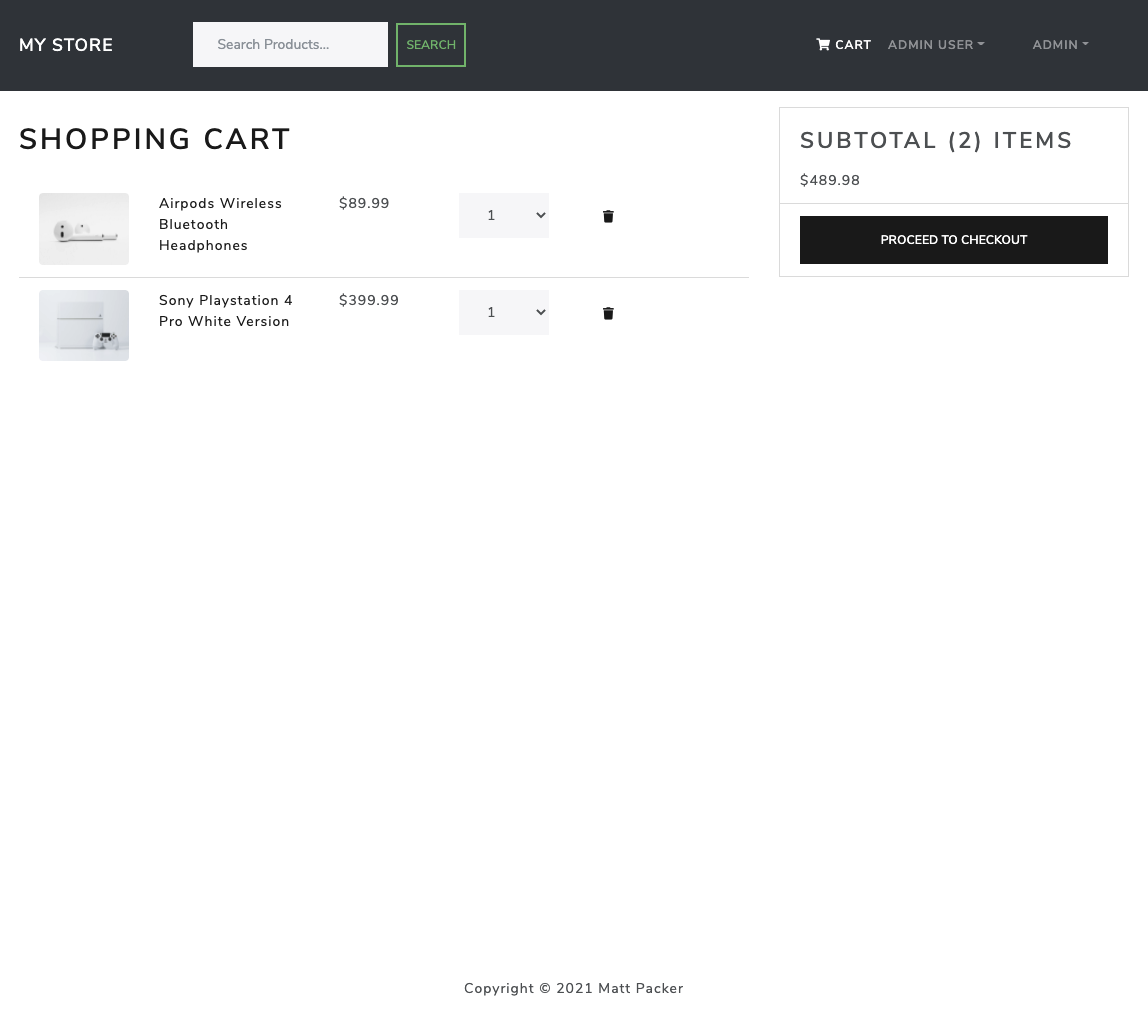 MY STORE
Search Products...
SEARCH
CART
ADMIN USER
ADMIN
SHOPPING CART
Airpods Wireless
Bluetooth
Headphones
$89.99
1
Sony Playstation 4
Pro White Version
$399.99
1
SUBTOTAL (2) ITEMS
$489.98
PROCEED TO CHECKOUT
Copyright © 2021 Matt Packer